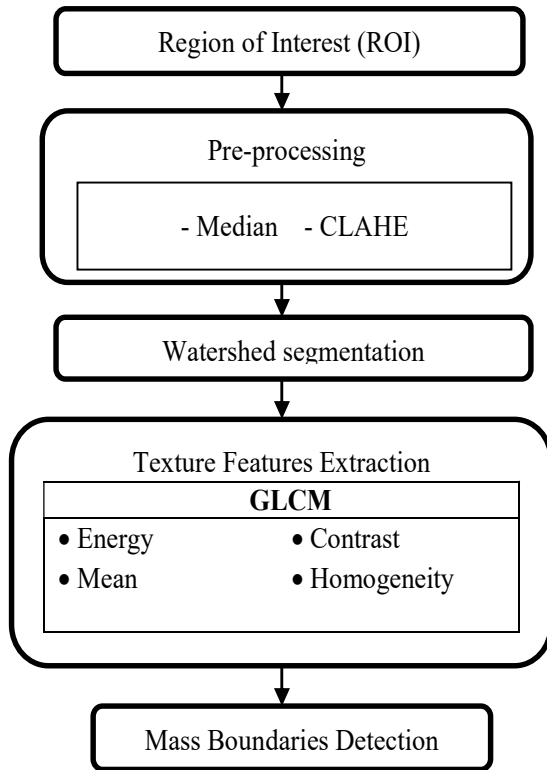 Region of Interest (ROI)
Pre-processing
- Median - CLAHE
Watershed segmentation
Texture Features Extraction
GLCM
• Energy • Contrast
• Mean • Homogeneity
Mass Boundaries Detection